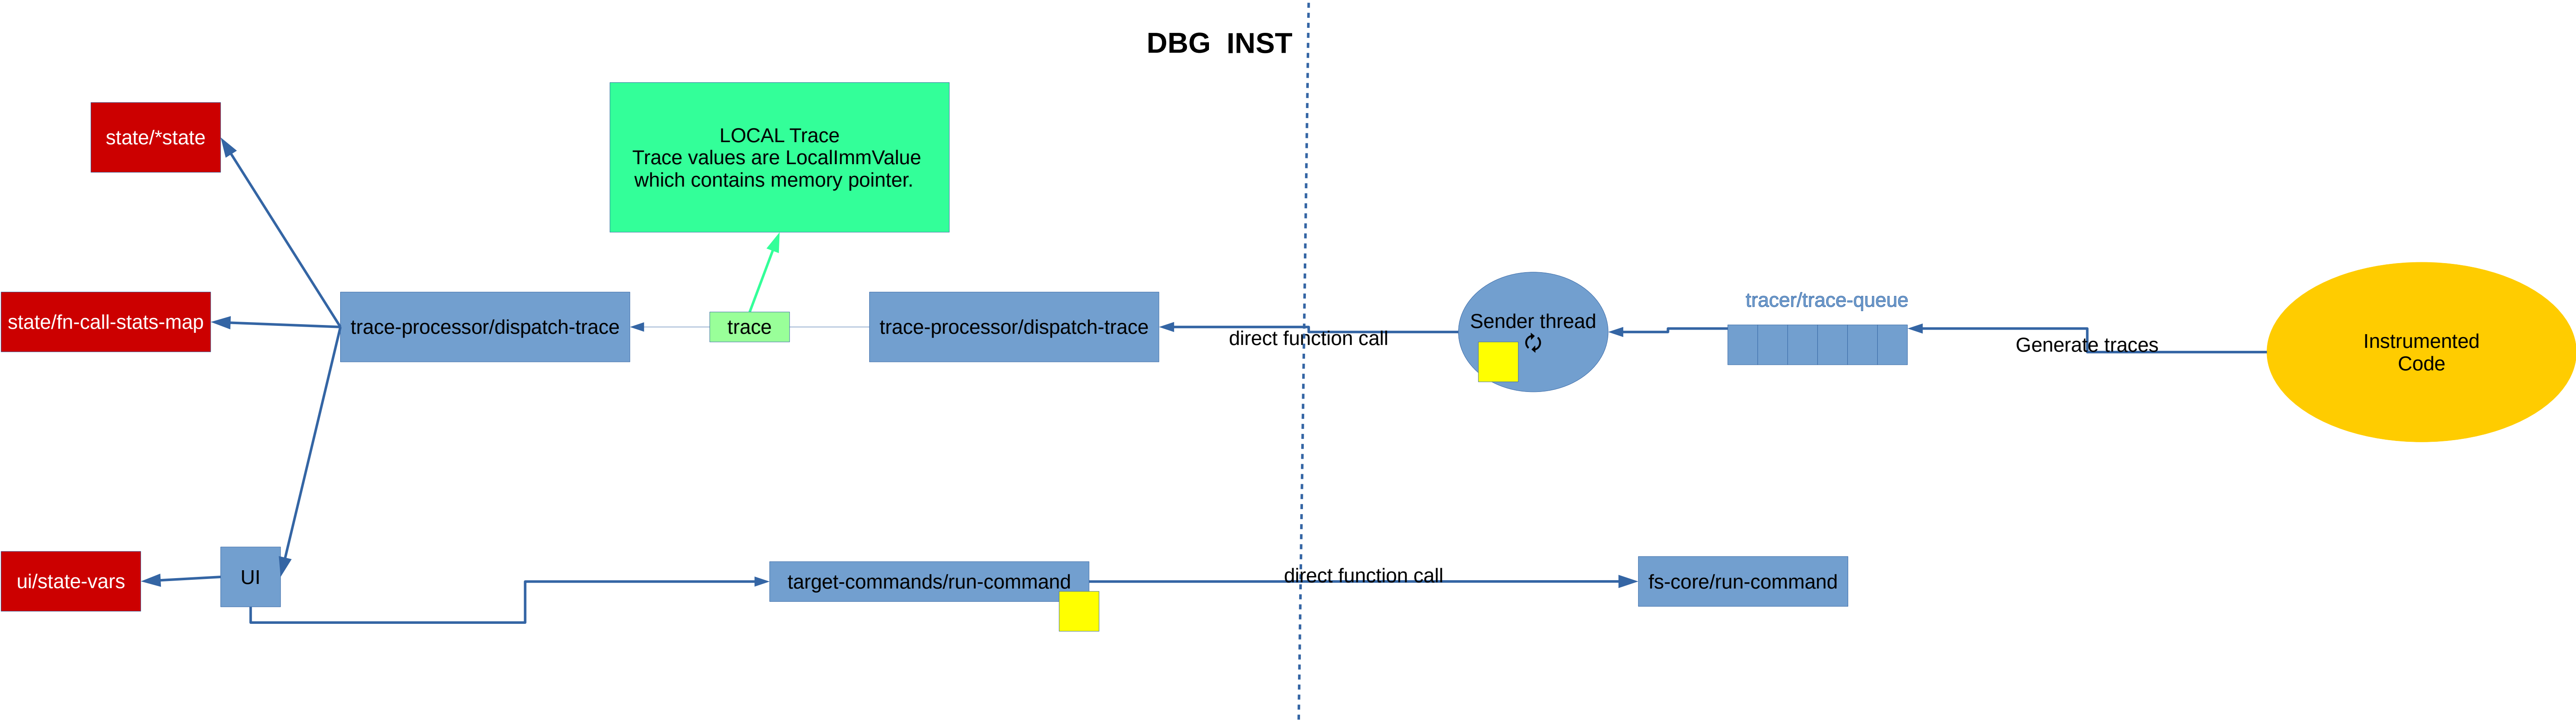 DBG  INST
state/*state
LOCAL Trace
Trace values are LocalImmValue
which contains memory pointer.
state/fn-call-stats-map
trace-processor/dispatch-trace
trace
trace-processor/dispatch-trace
direct function call
Sender thread
tracer/trace-queue
Generate traces
Instrumented
Code
ui/state-vars
UI
target-commands/run-command
direct function call
fs-core/run-command